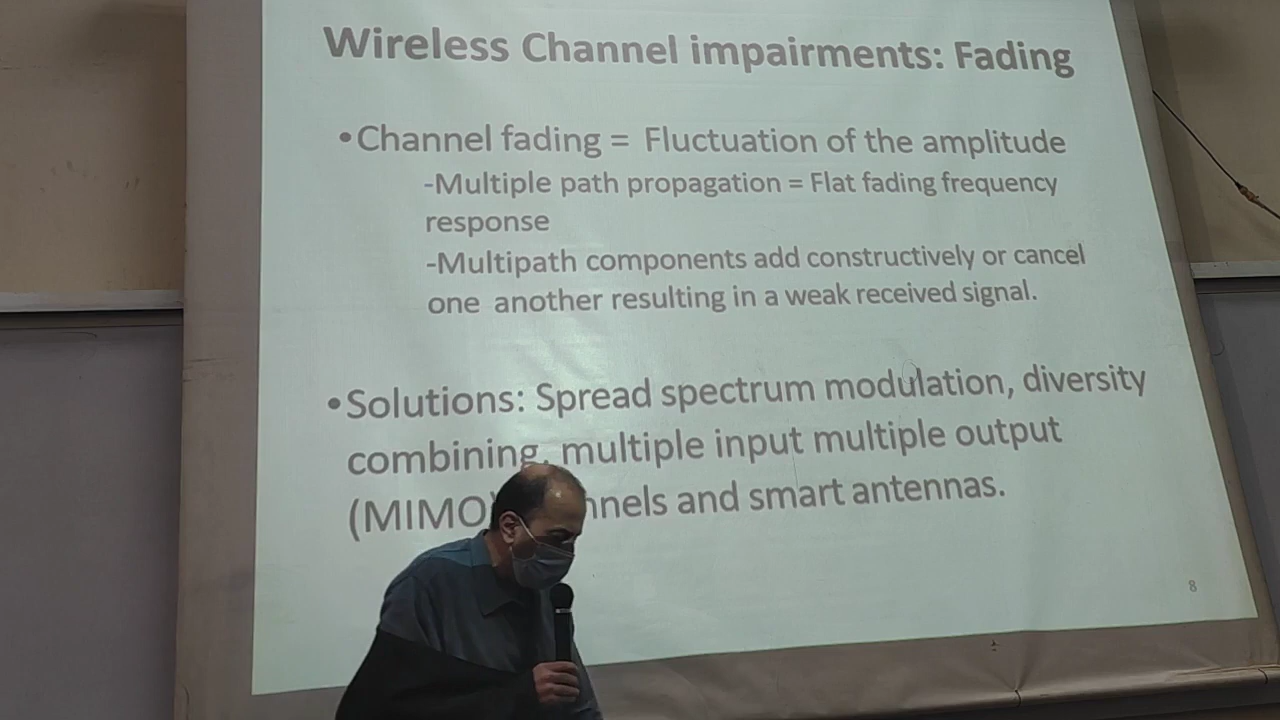 Wireless Channel impairments: Fading
•Channel fading = Fluctuation of the amplitude
-Multiple path propagation = Flat fading frequency
response
-Multipath components add constructively or cancel
one another resulting in a weak received signal.
•Solutions: Spread spectrum modulation, diversity
combining, multiple input multiple output
(MIMO) and smart antennas.
8